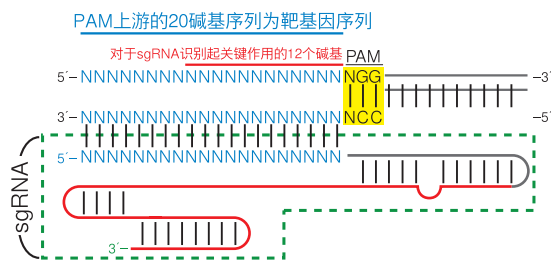 PAM上游的20碱基序列为靶基因序列
对于sgRNA识别起关键作用的12个碱基 PAM
5´–NNNNNNNNNNNNNNNNNNNNNGG –3´
3´–NNNNNNNNNNNNNNNNNNNNNCC –5´
5´–NNNNNNNNNNNNNNNNNNNN
sgRNA
3´–